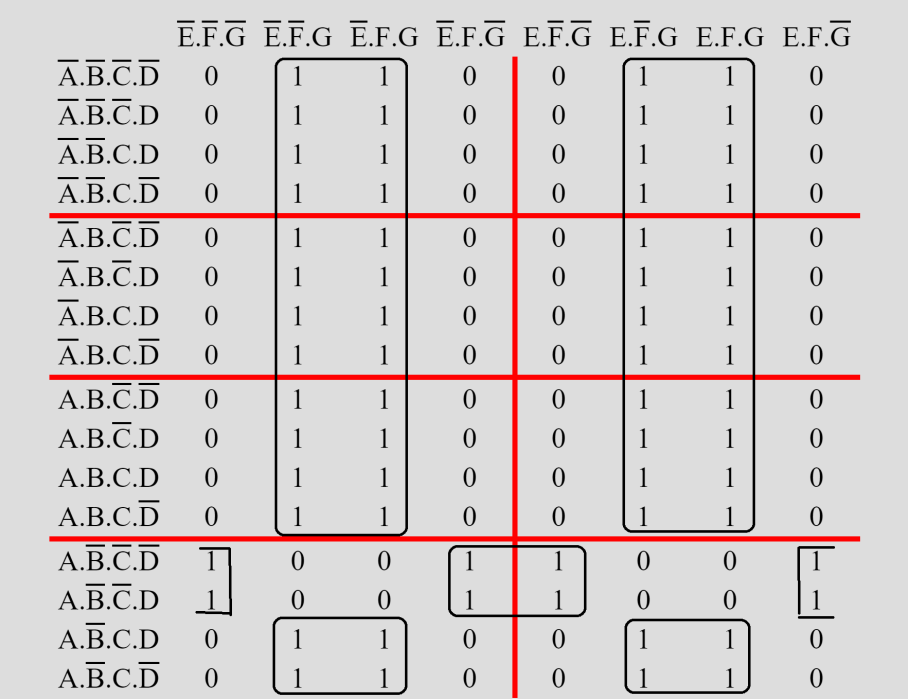 E̅.F̅.G̅ E̅.F̅.G E̅.F.G E̅.F.G̅ E.F̅.G̅ E.F̅.G E.F.G E.F.G̅
A̅.B̅.C̅.D̅ 0 1 1 0 0 1 1 0
A̅.B̅.C̅.D 0 1 1 0 0 1 1 0
A̅.B̅.C.D 0 1 1 0 0 1 1 0
A̅.B̅.C.D̅ 0 1 1 0 0 1 1 0
A̅.B.C̅.D̅ 0 1 1 0 0 1 1 0
A̅.B.C̅.D 0 1 1 0 0 1 1 0
A̅.B.C.D 0 1 1 0 0 1 1 0
A̅.B.C.D̅ 0 1 1 0 0 1 1 0
A.B.C̅.D̅ 0 1 1 0 0 1 1 0
A.B.C̅.D 0 1 1 0 0 1 1 0
A.B.C.D 0 1 1 0 0 1 1 0
A.B.C.D̅ 0 1 1 0 0 1 1 0
A.B̅.C̅.D̅ 1 0 0 1 1 0 0 1
A.B̅.C̅.D 1 0 0 1 1 0 0 1
A.B̅.C.D 0 1 1 0 0 1 1 0
A.B̅.C.D̅ 0 1 1 0 0 1 1 0